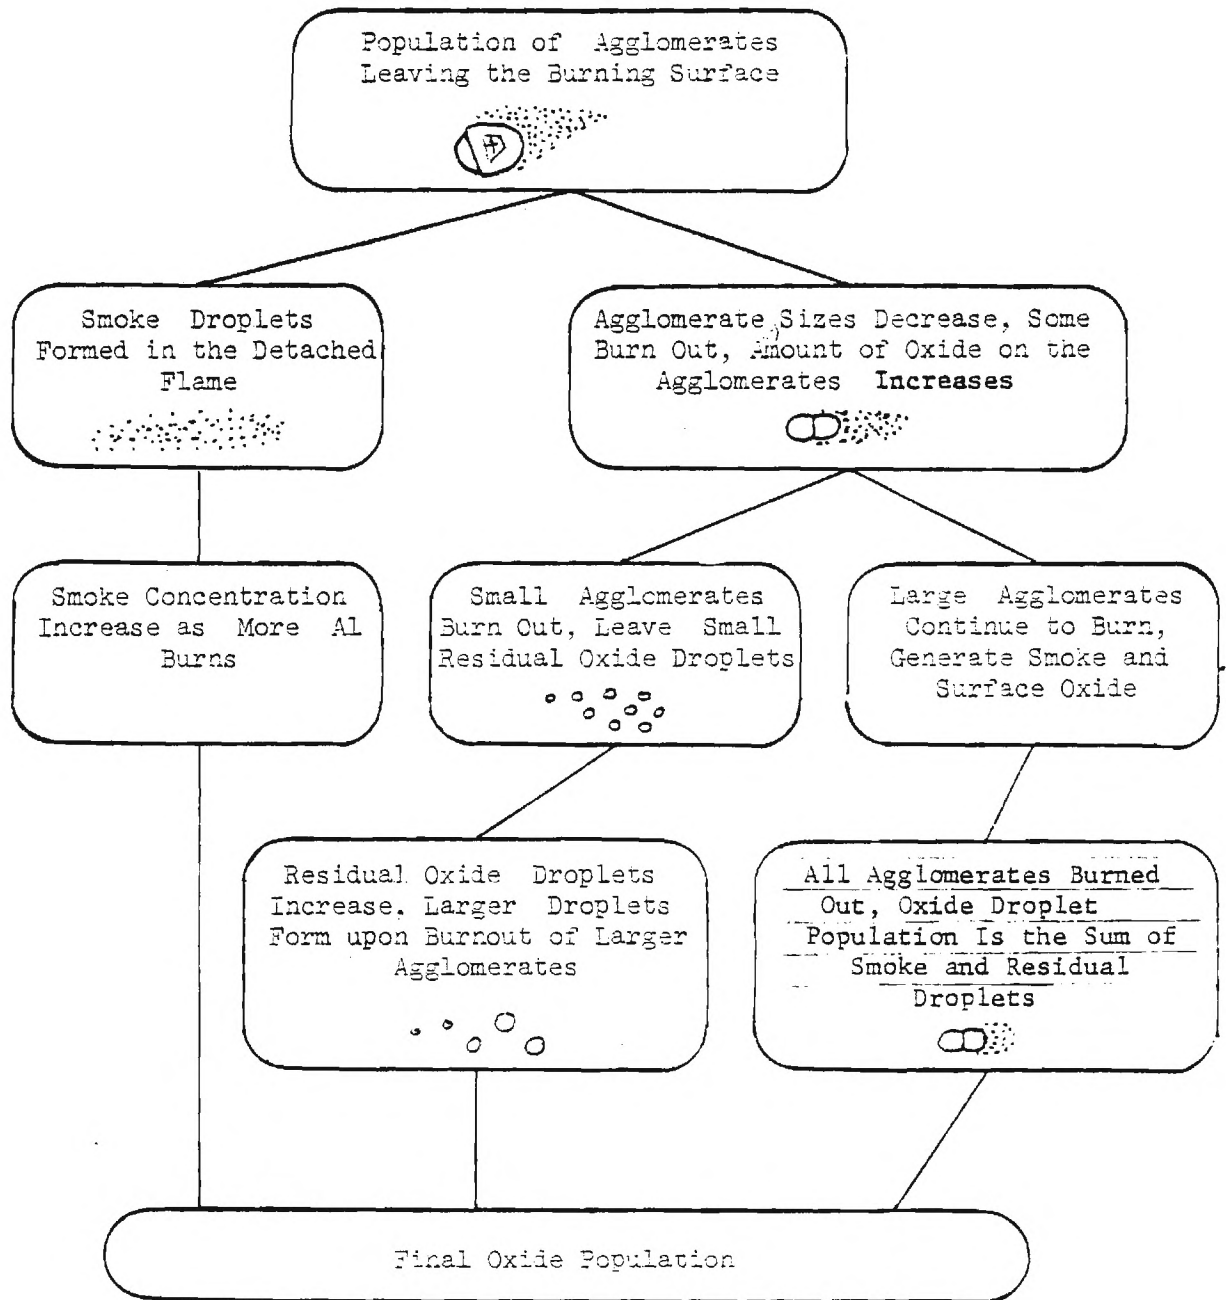 Population of Agglomerates
Leaving the Burning Surface
Smoke Droplets
Formed in the Detached
Flame
Agglomerate Sizes Decrease, Some
Burn Out, Amount of Oxide on the
Agglomerates Increases
Smoke Concentration
Increase as More Al
Burns
Small Agglomerates
Burn Out, Leave Small
Residual Oxide Droplets
Large Agglomerates
Continue to Burn,
Generate Smoke and
Surface Oxide
Residual Oxide Droplets
Increase. Larger Droplets
Form upon Burnout of Larger
Agglomerates
All Agglomerates Burned
Out, Oxide Droplet
Population Is the Sum of
Smoke and Residual
Droplets
Final Oxide Population